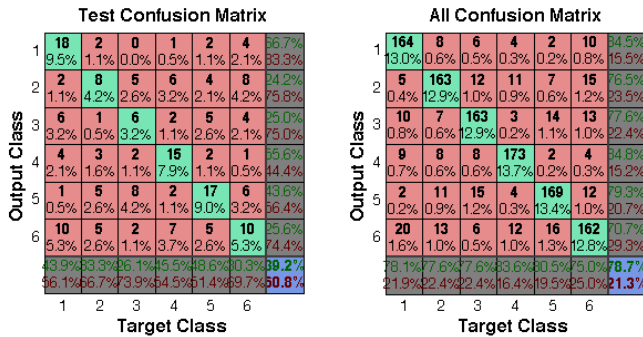 Test Confusion Matrix
18 2 0 1 2 4 66.7%
1 9.5% 1.1% 0.0% 0.5% 1.1% 2.1% 33.3%
2 8 5 6 4 8 24.2%
2 1.1% 4.2% 2.6% 3.2% 2.1% 4.2% 75.8%
6 1 6 2 5 4 25.0%
3 3.2% 0.5% 3.2% 1.1% 2.6% 2.1% 75.0%
4 3 2 15 2 1 55.6%
4 2.1% 1.6% 1.1% 7.9% 1.1% 0.5% 44.4%
1 5 8 2 17 6 43.6%
5 0.5% 2.6% 4.2% 1.1% 9.0% 3.2% 56.4%
10 5 2 7 5 10 25.6%
6 5.3% 2.6% 1.1% 3.7% 2.6% 5.3% 74.4%
43.9% 33.3% 26.1% 45.5% 48.6% 30.3% 39.2%
56.1% 66.7% 73.9% 54.5% 51.4% 69.7% 60.8%
1 2 3 4 5 6
Target Class
Output Class
All Confusion Matrix
164 8 6 4 2 10 84.5%
1 13.0% 0.6% 0.5% 0.3% 0.2% 0.8% 15.5%
5 163 12 11 7 15 76.5%
2 0.4% 12.9% 1.0% 0.9% 0.6% 1.2% 23.5%
10 7 163 3 14 13 77.6%
3 0.8% 0.6% 12.9% 0.2% 1.1% 1.0% 22.4%
9 8 8 173 2 4 84.8%
4 0.7% 0.6% 0.6% 13.7% 0.2% 0.3% 15.2%
2 11 15 4 169 12 79.3%
5 0.2% 0.9% 1.2% 0.3% 13.4% 1.0% 20.7%
20 13 6 12 16 162 70.7%
6 1.6% 1.0% 0.5% 1.0% 1.3% 12.8% 29.3%
78.1% 77.6% 77.6% 83.6% 80.5% 75.0% 78.7%
21.9% 22.4% 22.4% 16.4% 19.5% 25.0% 21.3%
1 2 3 4 5 6
Target Class
Output Class